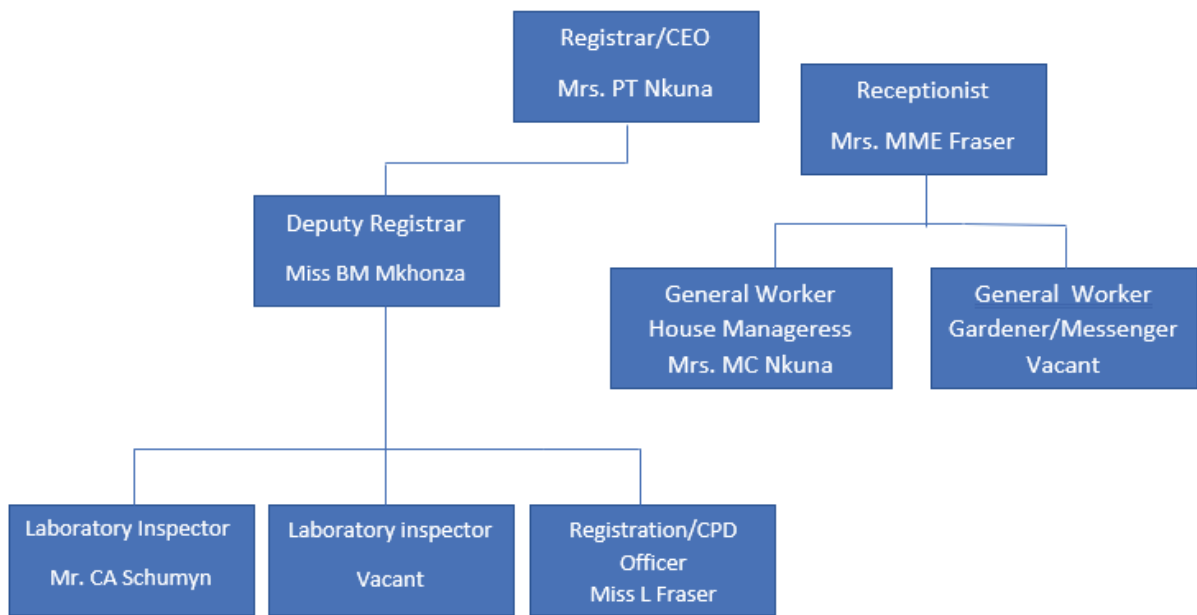 Registrar/CEO
Mrs. PT Nkuna
Receptionist
Mrs. MME Fraser
Deputy Registrar
Miss BM Mkhonza
General Worker
House Manageress
Mrs. MC Nkuna
General Worker
Gardener/Messenger
Vacant
Laboratory Inspector
Mr. CA Schumyn
Laboratory inspector
Vacant
Registration/CPD
Officer
Miss L Fraser